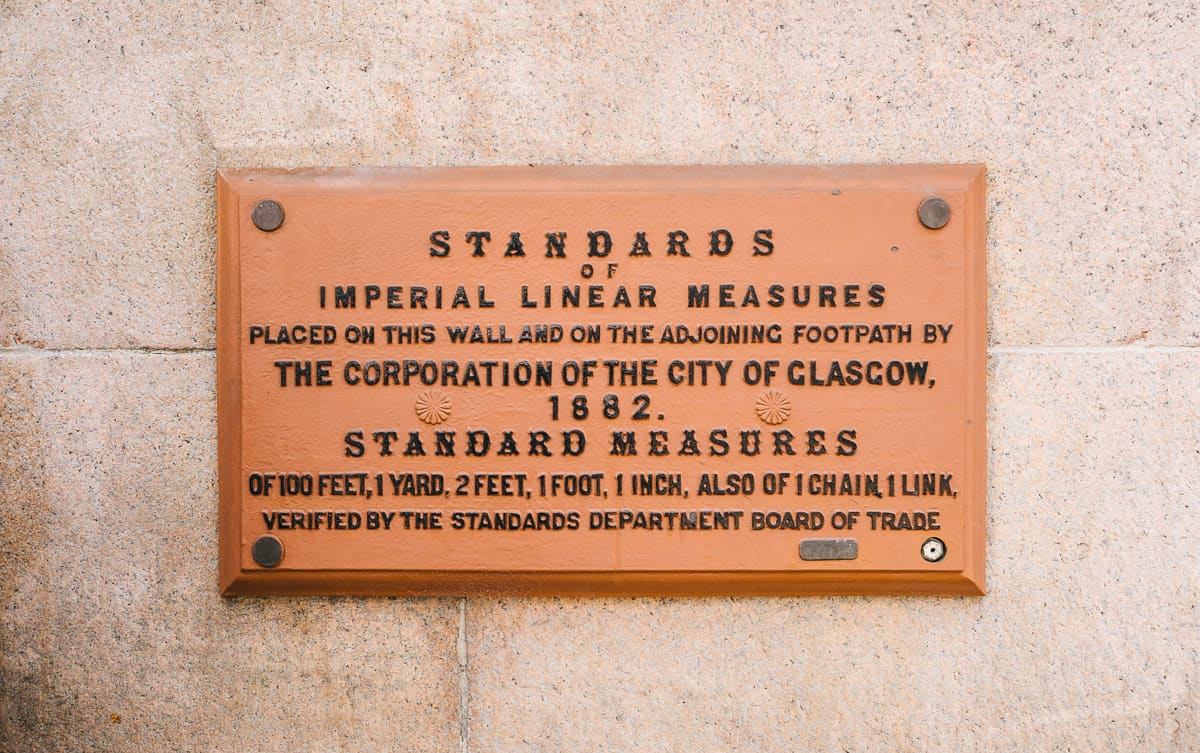 STANDARDS
OF
IMPERIAL LINEAR MEASURES
PLACED ON THIS WALL AND ON THE ADJOINING FOOTPATH BY
THE CORPORATION OF THE CITY OF GLASGOW,
1882.
STANDARD MEASURES
OF 100 FEET, 1 YARD, 2 FEET, 1 FOOT, 1 INCH, ALSO OF 1 CHAIN, 1 LINK,
VERIFIED BY THE STANDARDS DEPARTMENT BOARD OF TRADE